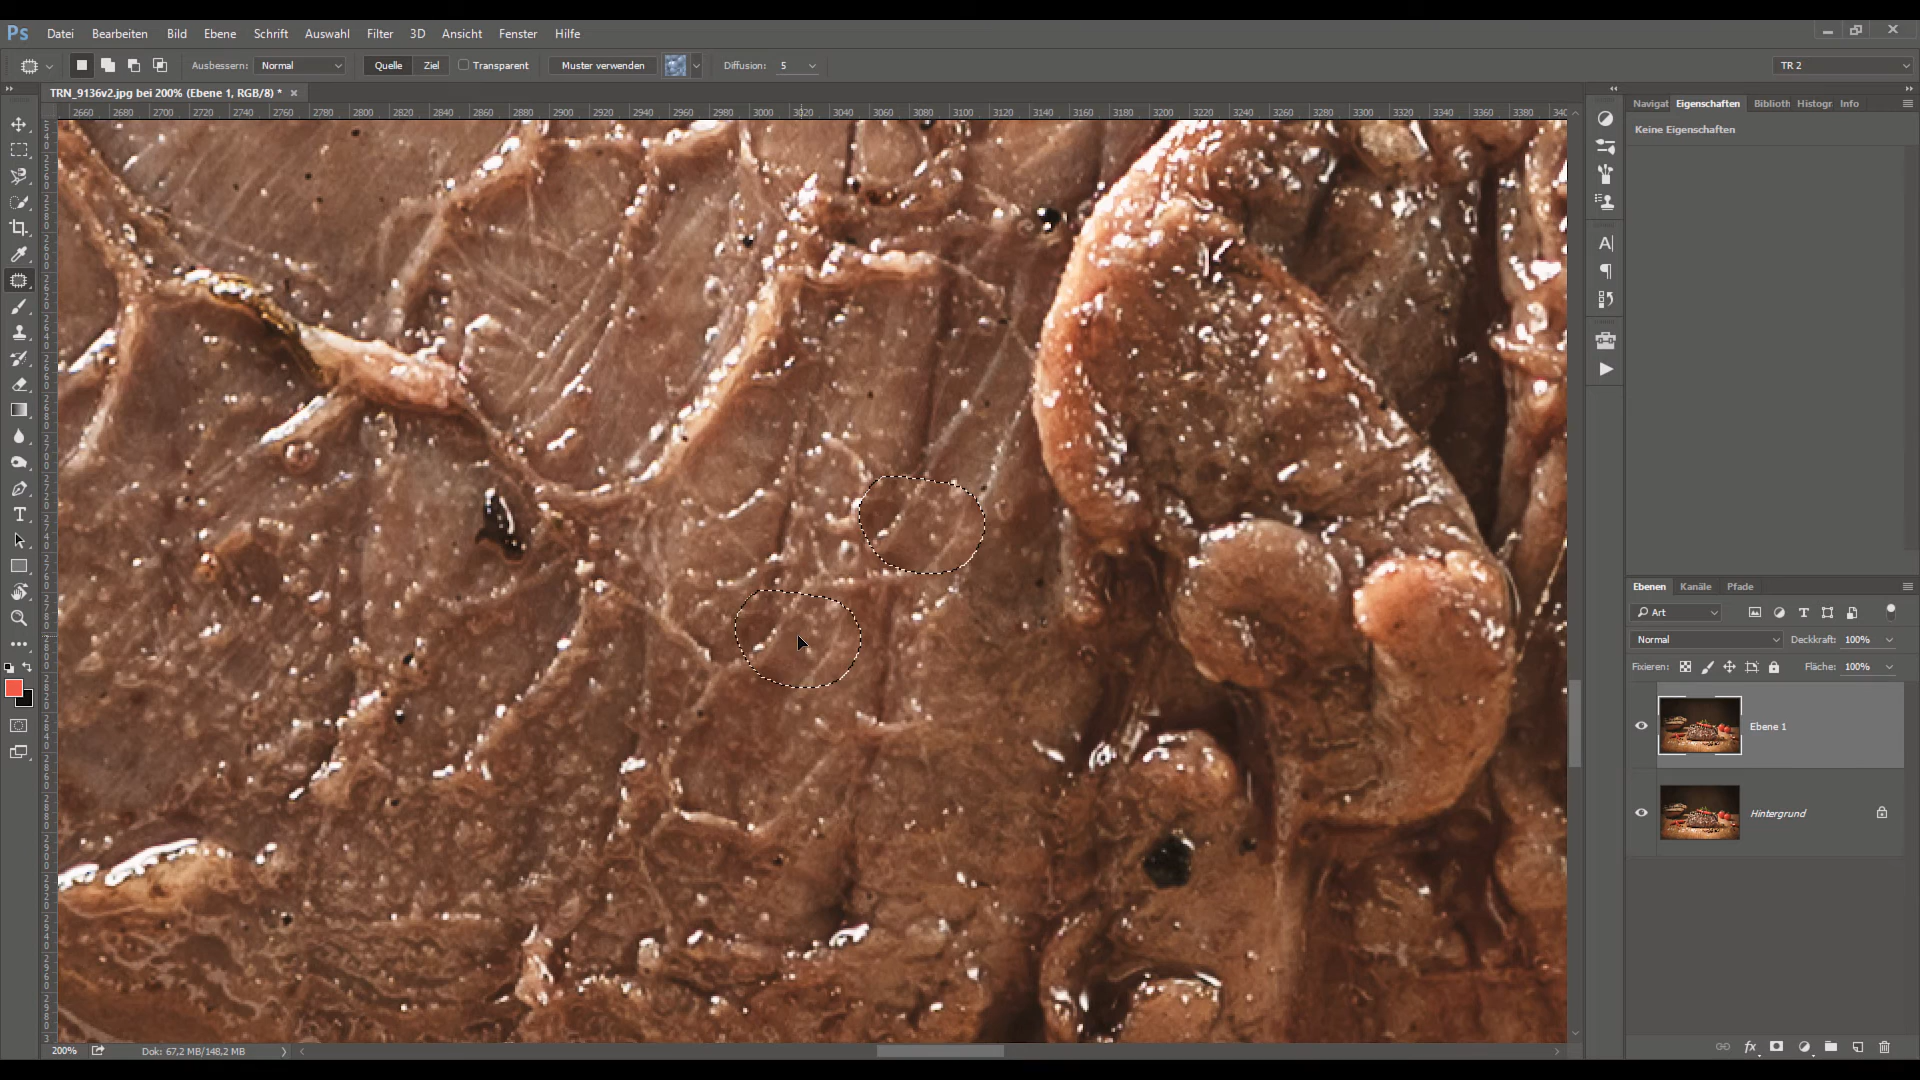 Ps Datei Bearbeiten Bild Ebene Schrift Auswahl Filter 3D Ansicht Fenster Hilfe
Ausbessern: Normal Quelle Ziel Transparent Muster verwenden Diffusion: 5 TR 2
TRN_9136v2.jpg bei 200% (Ebene 1, RGB/8) * ×
Navigat Eigenschaften Biblioth Histogr Info
2660 2680 2700 2720 2740 2760 2780 2800 2820 2840 2860 2880 2900 2920 2940 2960 2980 3000 3020 3040 3060 3080 3100 3120 3140 3160 3180 3200 3220 3240 3260 3280 3300 3320 3340 3360 3380 340
Keine Eigenschaften
Ebenen Kanäle Pfade
Art
Normal Deckkraft: 100%
Fixieren: Fläche: 100%
Ebene 1
Hintergrund
200% Dok: 67,2 MB/148,2 MB